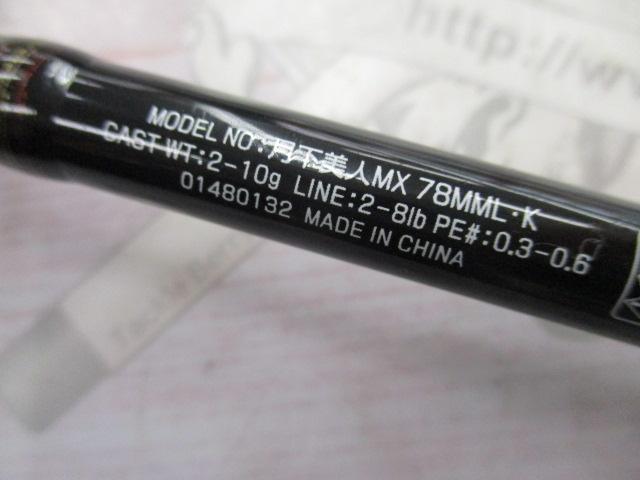 MODEL NO:月下美人MX 78MML・K
CAST WT:2-10g LINE:2-8lb PE#:0.3-0.6
01480132 MADE IN CHINA
http://w